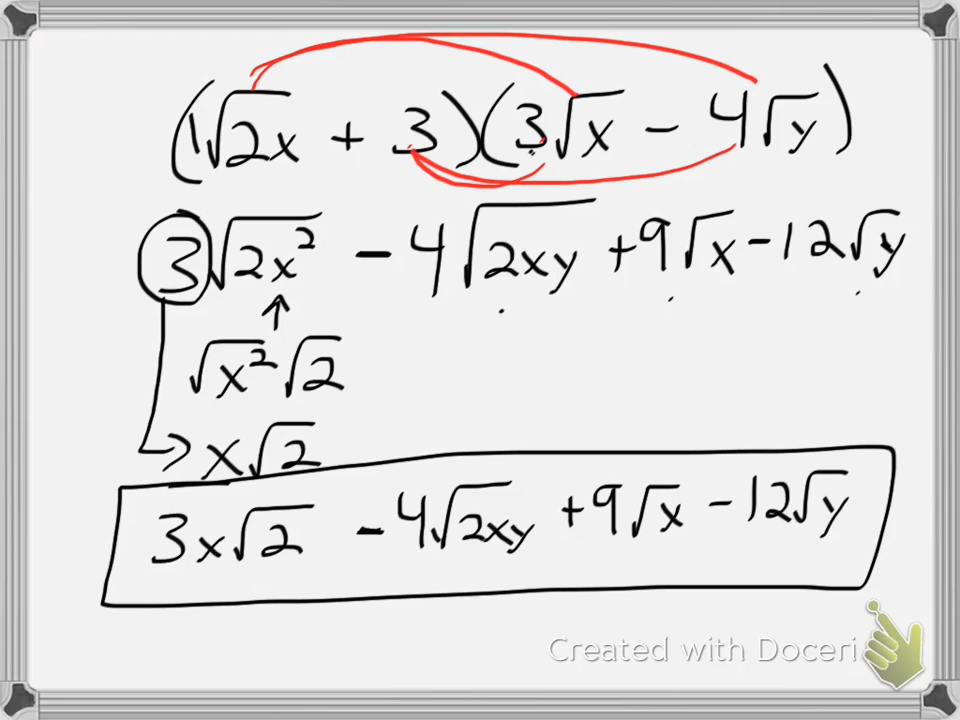 (1√2x + 3)(3√x − 4√y)
3√2x² − 4√2xy + 9√x − 12√y
↑
√x² √2
→ x√2
3x√2 − 4√2xy + 9√x − 12√y
Created with Doceri